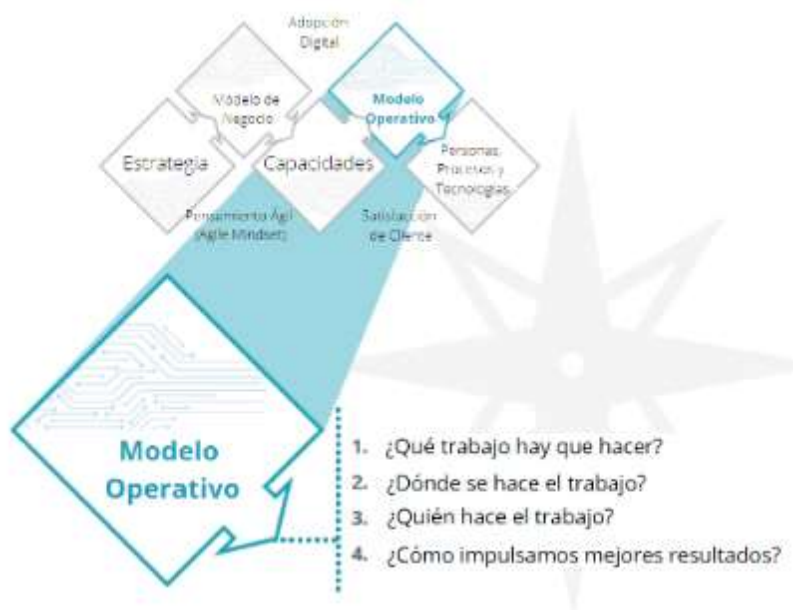 Adopción
Digital
Modelo de
Negocio
Modelo
Operativo
Estrategia
Capacidades
Personas,
Procesos y
Tecnologías
Pensamiento Ágil
(Agile Mindset)
Satisfacción
de Cliente
Modelo
Operativo
1. ¿Qué trabajo hay que hacer?
2. ¿Dónde se hace el trabajo?
3. ¿Quién hace el trabajo?
4. ¿Cómo impulsamos mejores resultados?